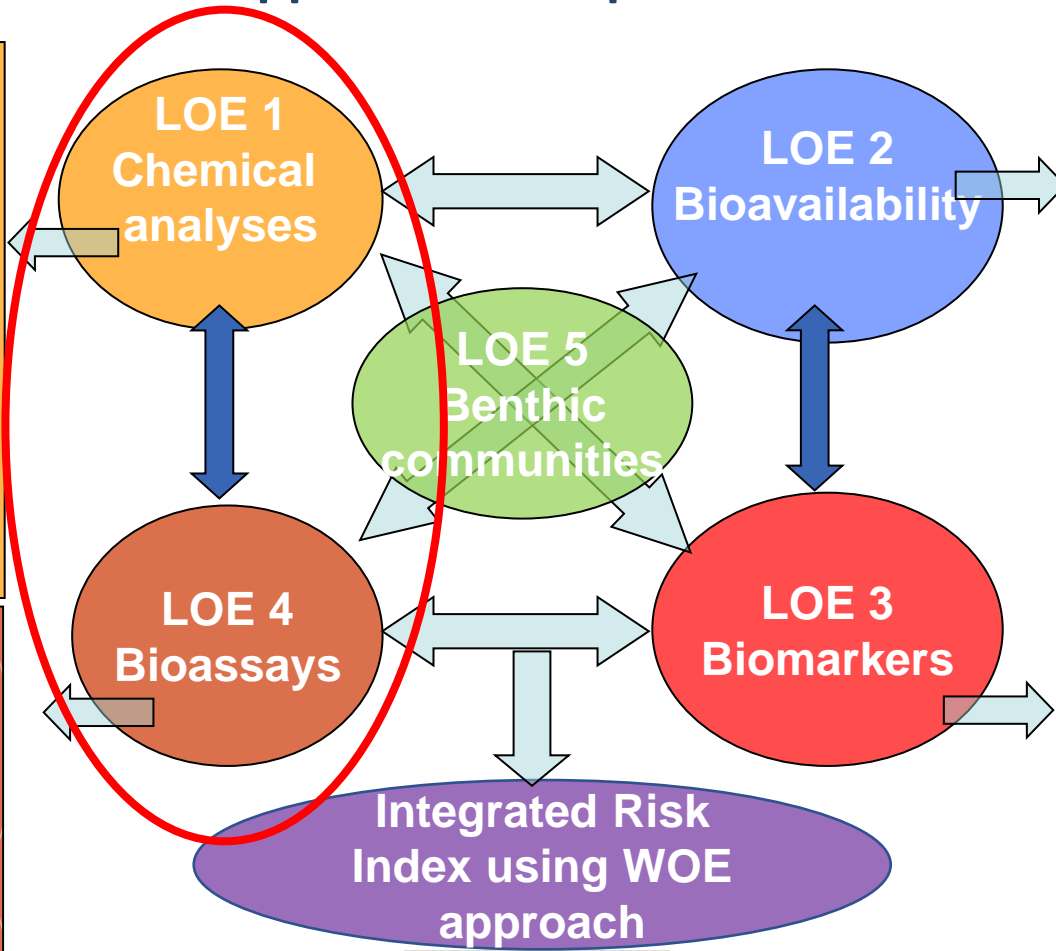 LOE 1
Chemical
analyses
LOE 2
Bioavailability
LOE 5
Benthic
communities
LOE 4
Bioassays
LOE 3
Biomarkers
Integrated Risk
Index using WOE
approach